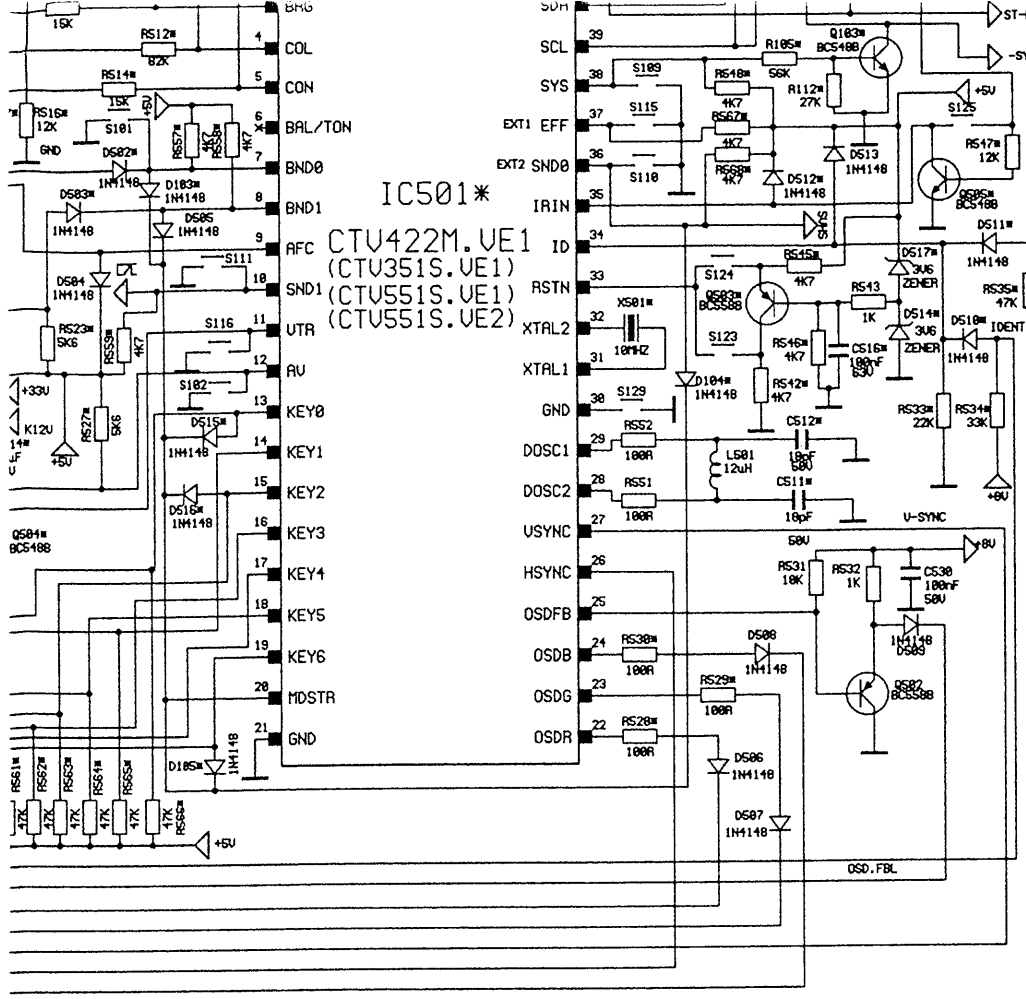 15K
RS12*
82K
4
COL
5
CON
6
BAL/TON
7
BND0
8
BND1
9
AFC
10
SND1
11
VTR
12
AV
13
KEY0
14
KEY1
15
KEY2
16
KEY3
17
KEY4
18
KEY5
19
KEY6
20
MDSTR
21
GND
RS14*
15K
+5V
S101
RS16*
12K
GND
D502*
1N4148
RS57*
4K7
RS58*
4K7
D503*
1N4148
D103*
1N4148
D505
1N4148
D504
1N4148
S111
RS23*
5K6
RS59*
4K7
S116
S102
+33V
K12V
+5V
RS27*
5K6
D515*
1N4148
D516*
1N4148
Q504*
BC548B
IC501*
CTV422M.VE1
(CTV351S.VE1)
(CTV551S.VE1)
(CTV551S.VE2)
39
SCL
38
SYS
37
EXT1 EFF
36
EXT2 SND0
35
IRIN
34
ID
33
RSTN
32
XTAL2
31
XTAL1
30
GND
29
DOSC1
28
DOSC2
27
VSYNC
26
HSYNC
25
OSDFB
24
OSDB
23
OSDG
22
OSDR
S109
S115
S110
RS48*
4K7
RS67*
4K7
RS68*
4K7
R105*
56K
Q103*
BC548B
R112*
27K
D512*
1N4148
D513
1N4148
SVHS
+5V
S125
RS47*
12K
Q505*
BC548B
D511*
1N4148
D517*
3V6
ZENER
D514*
3V6
ZENER
RS35*
47K
IDENT
D510*
1N4148
S124
Q503*
BC558B
RS45*
4K7
R543
1K
X501*
10MHZ
S123
RS46*
4K7
C516*
100nF
63V
RS42*
4K7
D104*
1N4148
S129
RS33*
22K
RS34*
33K
+8V
RS52
100R
RS51
100R
L501
12uH
C512*
18pF
50V
C511*
18pF
50V
V-SYNC
+8V
RS31
10K
RS32
1K
C530
100nF
50V
1N4148
D509
Q502
BC558B
RS30*
100R
D508
1N4148
RS29*
100R
RS28*
100R
D506
1N4148
D507
1N4148
D105*
1N4148
RS61*
RS62*
47K
RS63*
47K
RS64*
47K
RS65*
47K
RS66*
47K
+5V
OSD.FBL